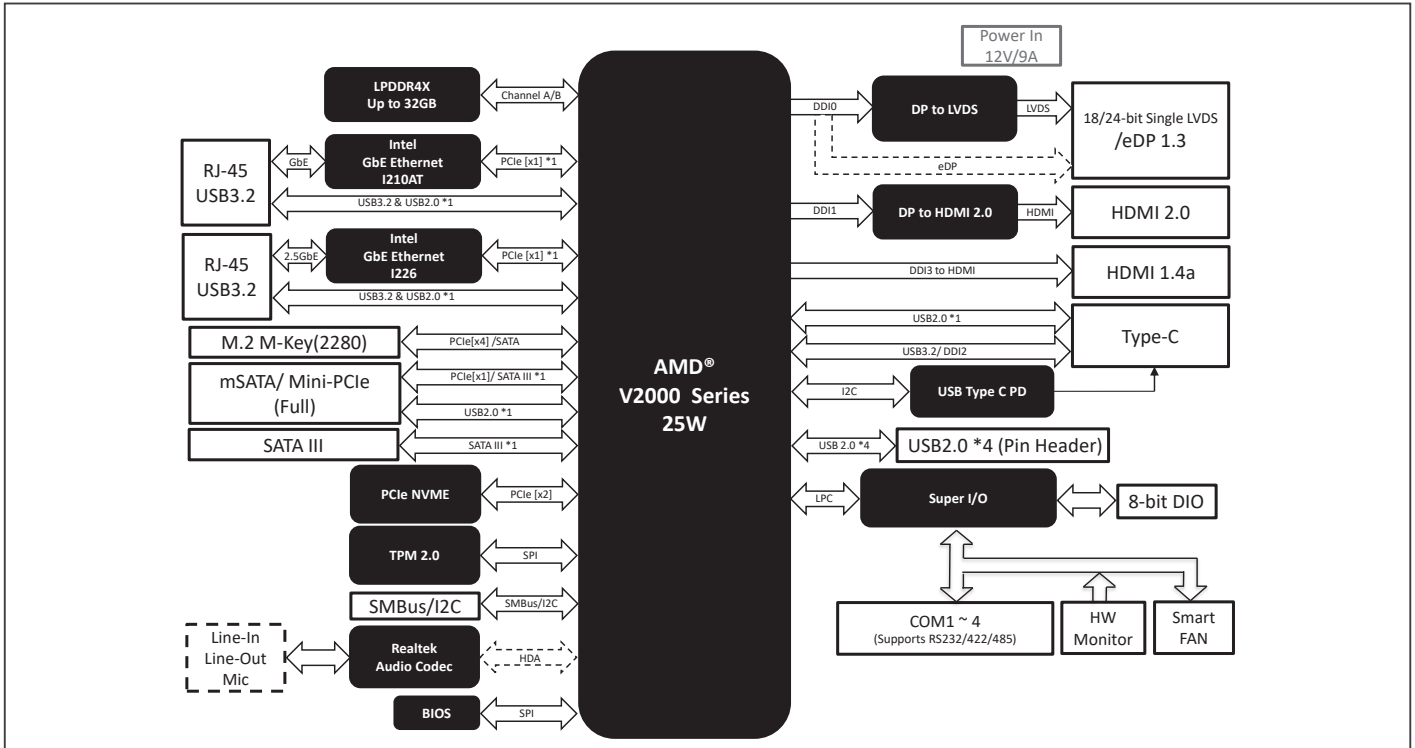 Power In
12V/9A
LPDDR4X
Up to 32GB
Channel A/B
RJ-45
USB3.2
GbE
Intel
GbE Ethernet
I210AT
PCIe [x1] *1
USB3.2 & USB2.0 *1
RJ-45
USB3.2
2.5GbE
Intel
GbE Ethernet
I226
PCIe [x1] *1
USB3.2 & USB2.0 *1
M.2 M-Key(2280)
PCIe[x4] /SATA
mSATA/ Mini-PCIe
(Full)
PCIe[x1]/ SATA III *1
USB2.0 *1
SATA III
SATA III *1
PCIe NVME
PCIe [x2]
TPM 2.0
SPI
SMBus/I2C
SMBus/I2C
Line-In
Line-Out
Mic
Realtek
Audio Codec
HDA
BIOS
SPI
AMD®
V2000 Series
25W
DDI0
DP to LVDS
LVDS
18/24-bit Single LVDS
/eDP 1.3
eDP
DDI1
DP to HDMI 2.0
HDMI
HDMI 2.0
DDI3 to HDMI
HDMI 1.4a
USB2.0 *1
USB3.2/ DDI2
Type-C
I2C
USB Type C PD
USB 2.0 *4
USB2.0 *4 (Pin Header)
LPC
Super I/O
8-bit DIO
COM1 ~ 4
(Supports RS232/422/485)
HW
Monitor
Smart
FAN